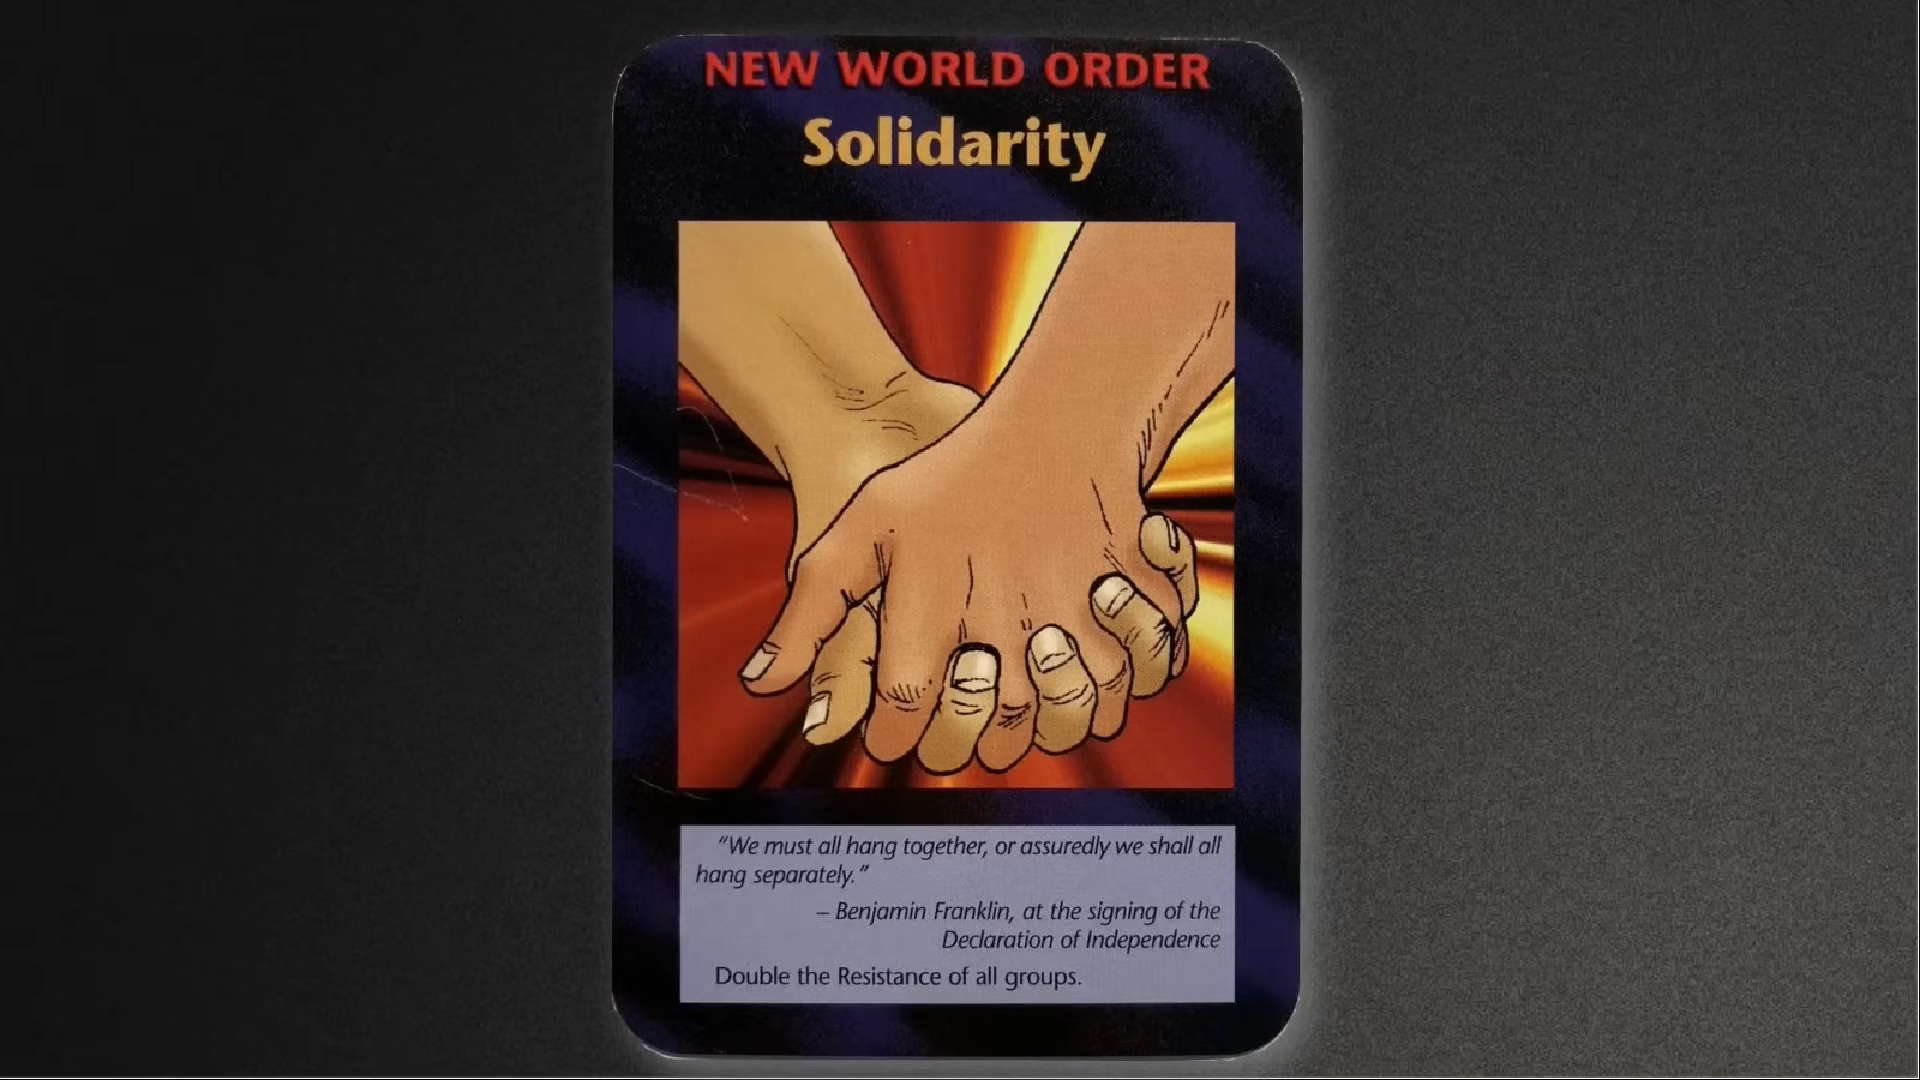 NEW WORLD ORDER
Solidarity
“We must all hang together, or assuredly we shall all
hang separately.”
– Benjamin Franklin, at the signing of the
Declaration of Independence
Double the Resistance of all groups.